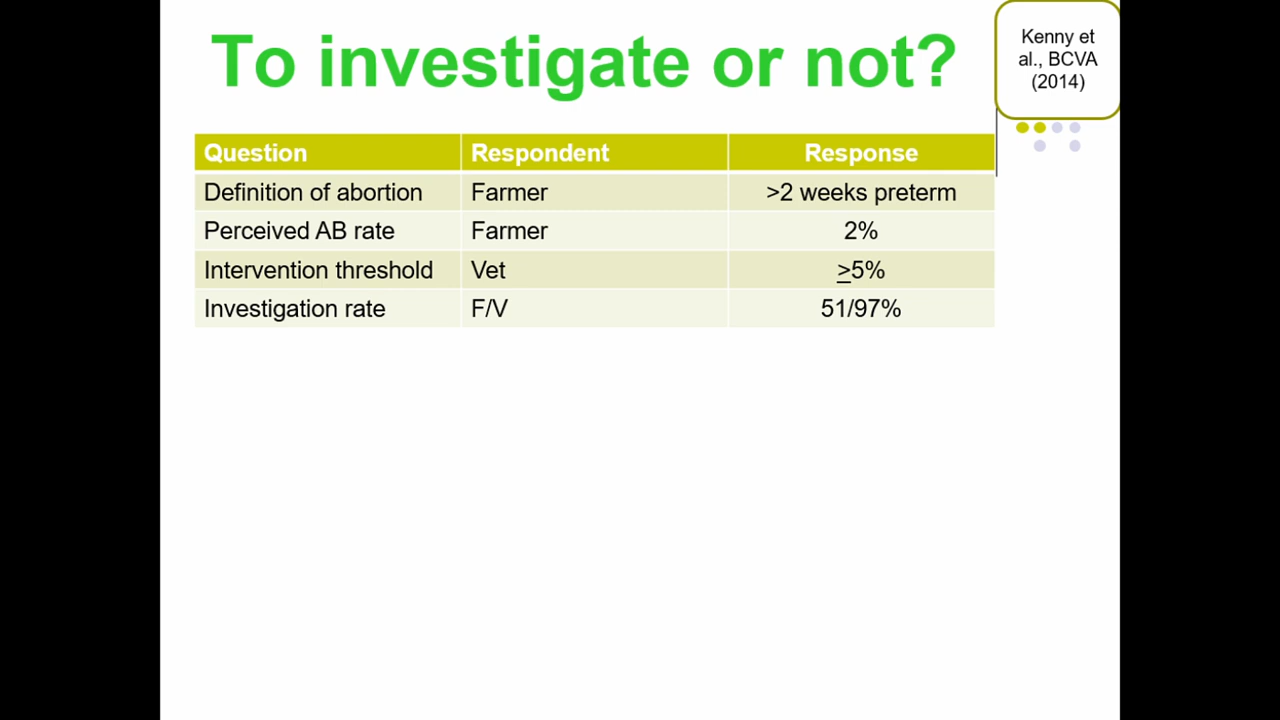 To investigate or not?
Kenny et
al., BCVA
(2014)
Question Respondent Response
Definition of abortion Farmer >2 weeks preterm
Perceived AB rate Farmer 2%
Intervention threshold Vet >5%
Investigation rate F/V 51/97%